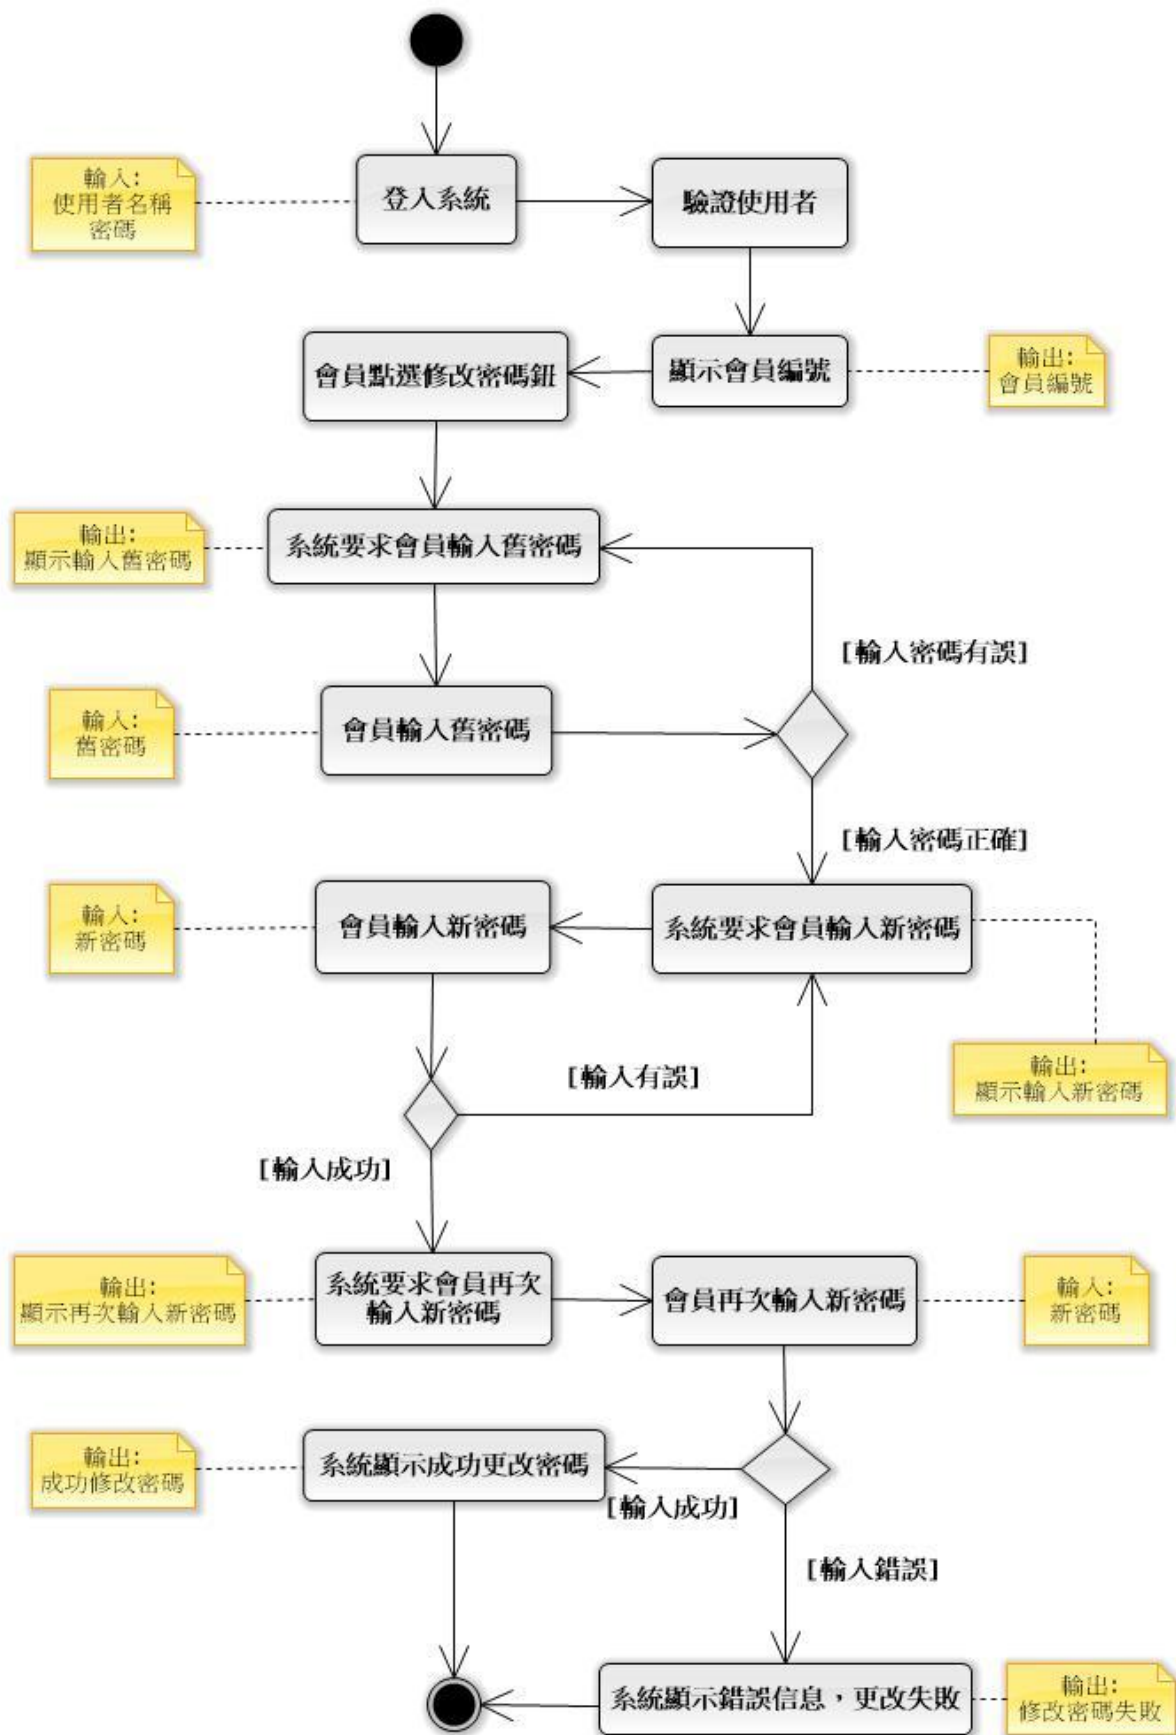 輸入:
使用者名稱
密碼
登入系統
驗證使用者
會員點選修改密碼鈕
顯示會員編號
輸出:
會員編號
輸出:
顯示輸入舊密碼
系統要求會員輸入舊密碼
[輸入密碼有誤]
輸入:
舊密碼
會員輸入舊密碼
[輸入密碼正確]
輸入:
新密碼
會員輸入新密碼
系統要求會員輸入新密碼
[輸入有誤]
輸出:
顯示輸入新密碼
[輸入成功]
輸出:
顯示再次輸入新密碼
系統要求會員再次
輸入新密碼
會員再次輸入新密碼
輸入:
新密碼
輸出:
成功修改密碼
系統顯示成功更改密碼
[輸入成功]
[輸入錯誤]
系統顯示錯誤信息，更改失敗
輸出:
修改密碼失敗